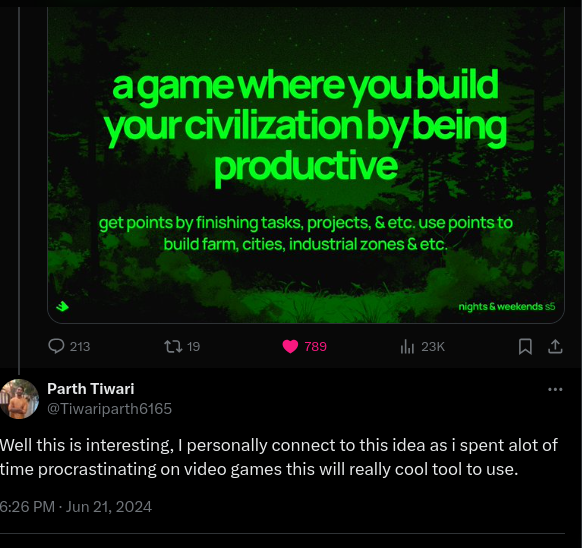 a game where you build
your civilization by being
productive
get points by finishing tasks, projects, & etc. use points to
build farm, cities, industrial zones & etc.
nights & weekends s5
213 19 789 23K
Parth Tiwari
@Tiwariparth6165
Well this is interesting, I personally connect to this idea as i spent alot of
time procrastinating on video games this will really cool tool to use.
6:26 PM · Jun 21, 2024